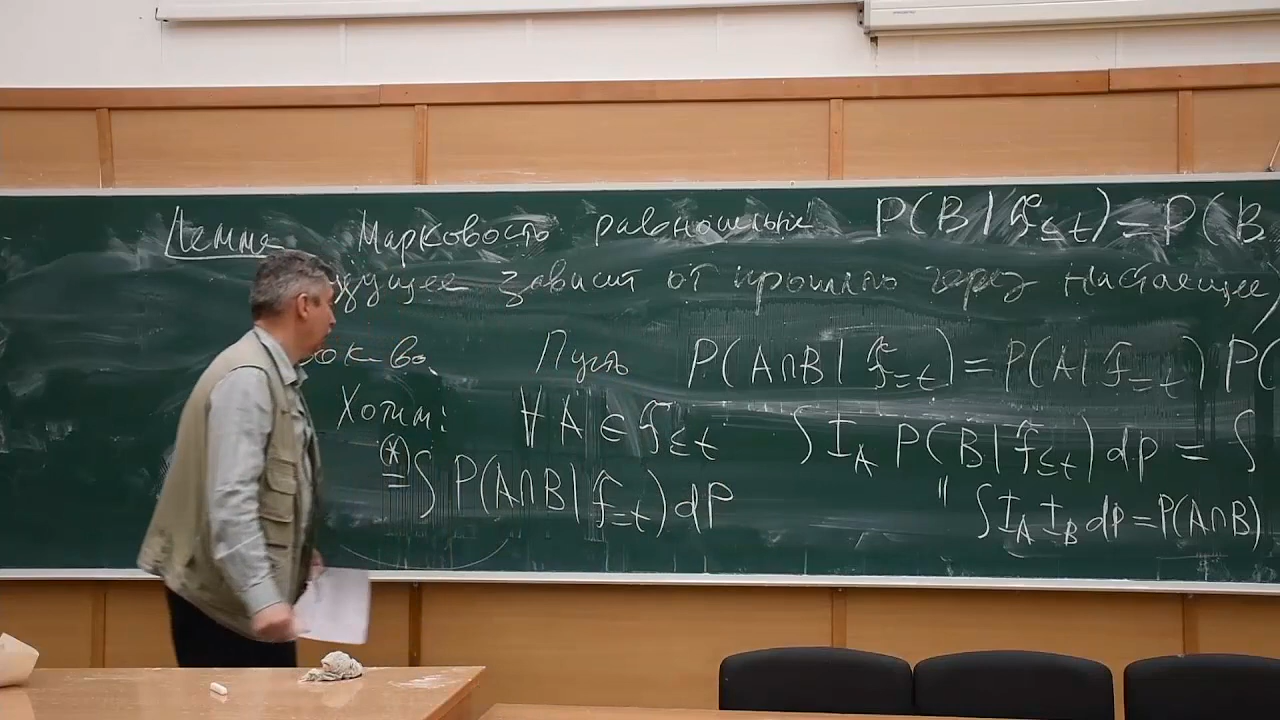 Лемма Марковость равносильна P(B | F≤t) = P(B
будущее зависит от прошлого через настоящее)
Док-во. Пусть P(A∩B | F=t) = P(A | F=t) P(
Хотим: ∀ A ∈ F≤t ∫ I_A P(B | F≤t) dP = ∫
(*) = ∫ P(A∩B | F=t) dP " ∫ I_A I_B dP = P(A∩B)